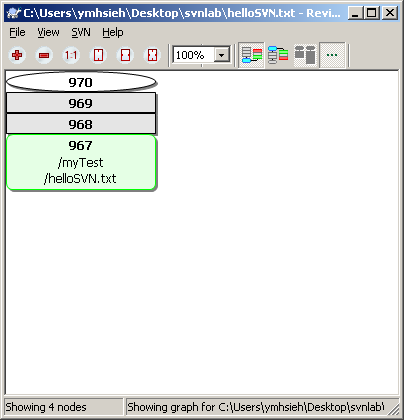 C:\Users\ymhsieh\Desktop\svnlab\helloSVN.txt - Revi...
File View SVN Help
1:1 100% ...
970
969
968
967
/myTest
/helloSVN.txt
Showing 4 nodes Showing graph for C:\Users\ymhsieh\Desktop\svnlab\